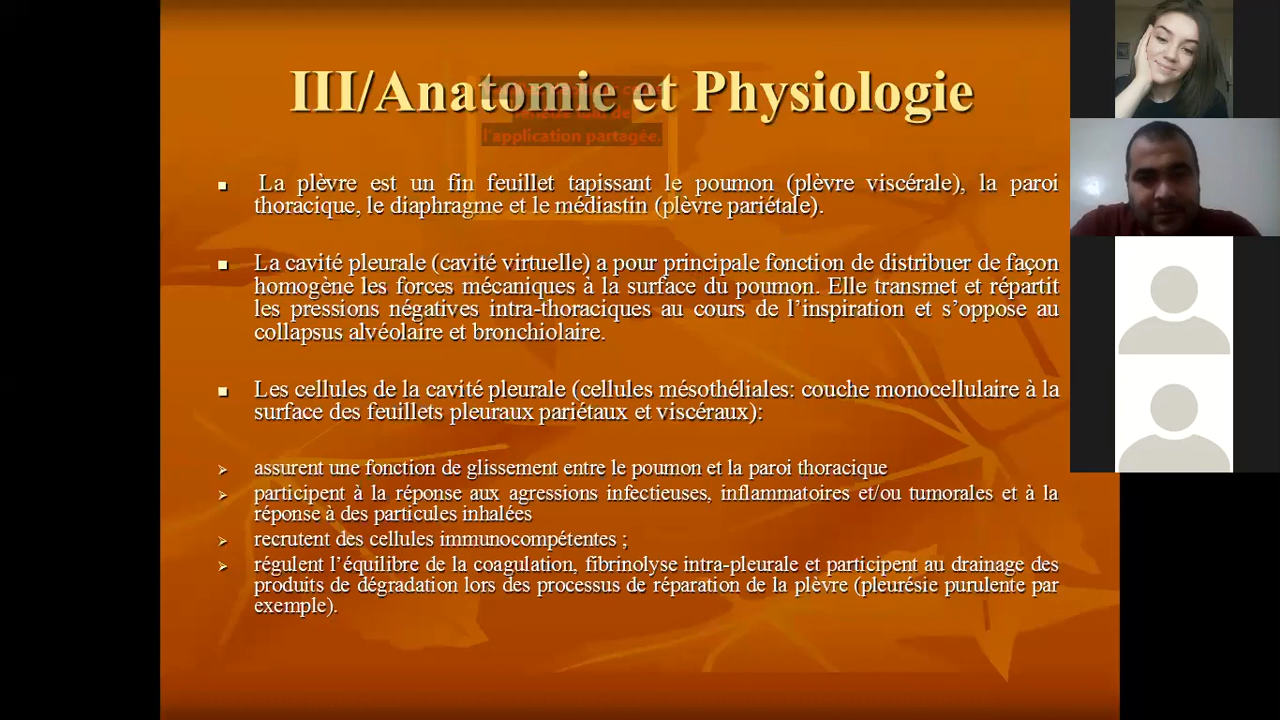 III/Anatomie et Physiologie
l'application partagée.
La plèvre est un fin feuillet tapissant le poumon (plèvre viscérale), la paroi
thoracique, le diaphragme et le médiastin (plèvre pariétale).
La cavité pleurale (cavité virtuelle) a pour principale fonction de distribuer de façon
homogène les forces mécaniques à la surface du poumon. Elle transmet et répartit
les pressions négatives intra-thoraciques au cours de l’inspiration et s’oppose au
collapsus alvéolaire et bronchiolaire.
Les cellules de la cavité pleurale (cellules mésothéliales: couche monocellulaire à la
surface des feuillets pleuraux pariétaux et viscéraux):
assurent une fonction de glissement entre le poumon et la paroi thoracique
participent à la réponse aux agressions infectieuses, inflammatoires et/ou tumorales et à la
réponse à des particules inhalées
recrutent des cellules immunocompétentes ;
régulent l’équilibre de la coagulation, fibrinolyse intra-pleurale et participent au drainage des
produits de dégradation lors des processus de réparation de la plèvre (pleurésie purulente par
exemple).